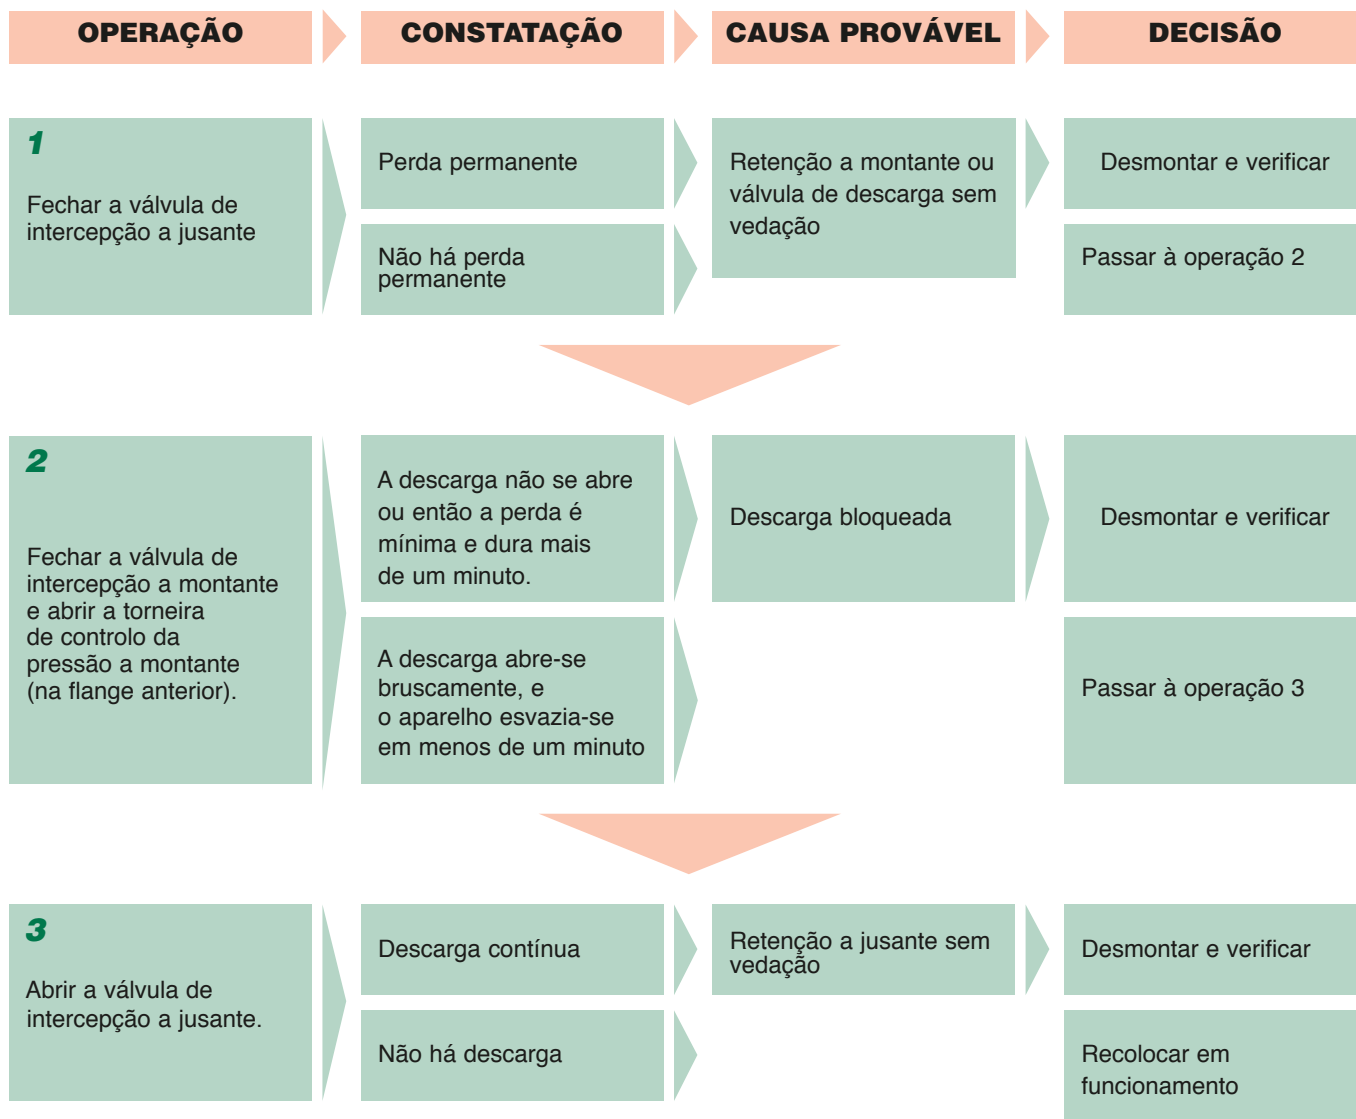 OPERAÇÃO
CONSTATAÇÃO
CAUSA PROVÁVEL
DECISÃO
1
Fechar a válvula de
intercepção a jusante
Perda permanente
Retenção a montante ou
válvula de descarga sem
vedação
Desmontar e verificar
Não há perda
permanente
Passar à operação 2
2
Fechar a válvula de
intercepção a montante
e abrir a torneira
de controlo da
pressão a montante
(na flange anterior).
A descarga não se abre
ou então a perda é
mínima e dura mais
de um minuto.
Descarga bloqueada
Desmontar e verificar
A descarga abre-se
bruscamente, e
o aparelho esvazia-se
em menos de um minuto
Passar à operação 3
3
Abrir a válvula de
intercepção a jusante.
Descarga contínua
Retenção a jusante sem
vedação
Desmontar e verificar
Não há descarga
Recolocar em
funcionamento